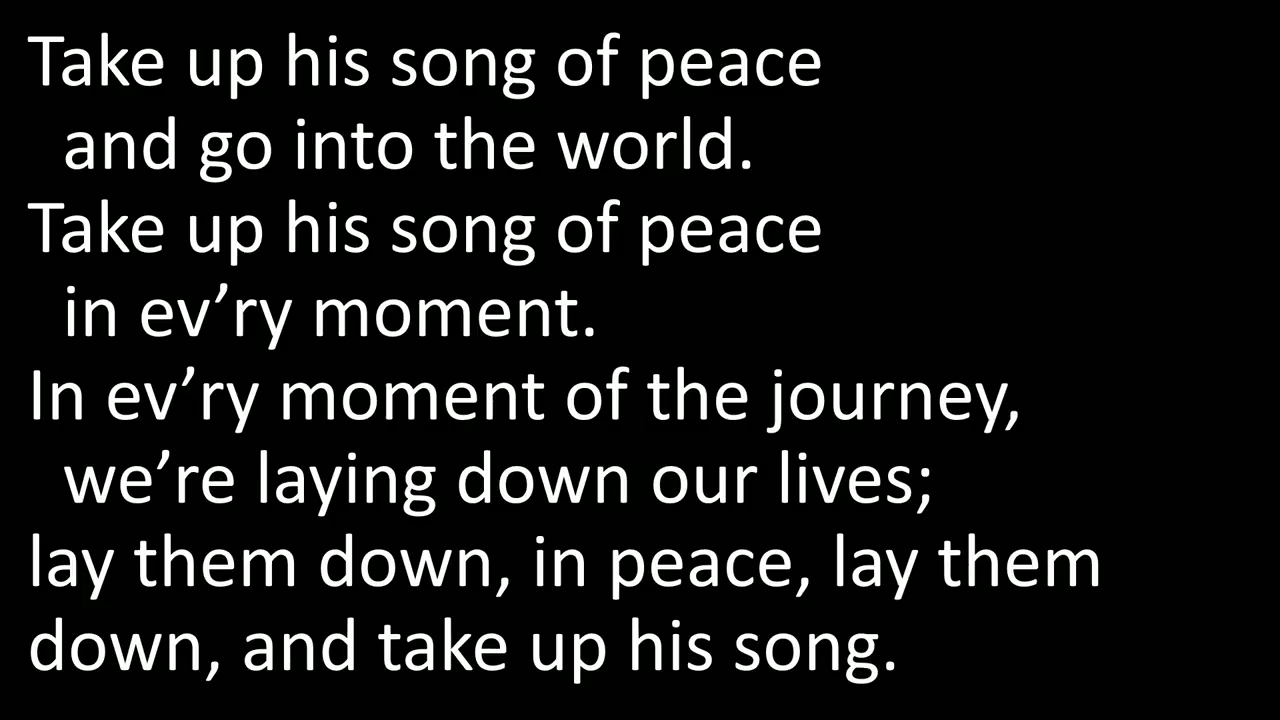 Take up his song of peace
and go into the world.
Take up his song of peace
in ev’ry moment.
In ev’ry moment of the journey,
we’re laying down our lives;
lay them down, in peace, lay them
down, and take up his song.